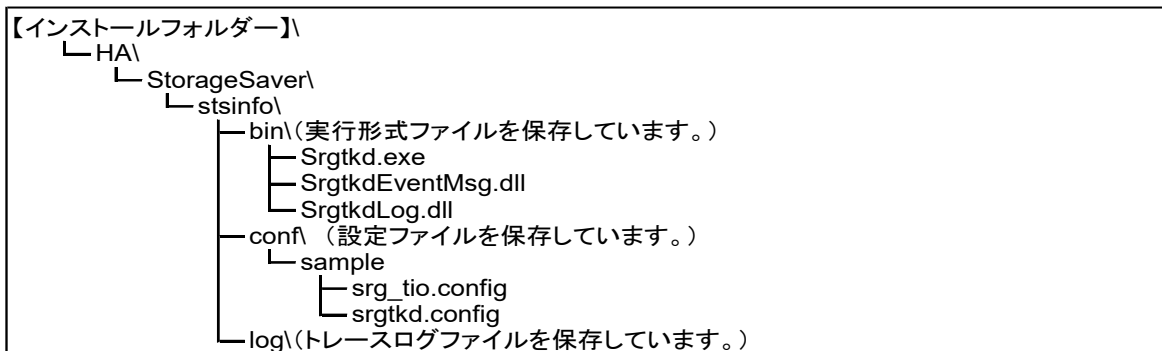 【インストールフォルダー】\
HA\
StorageSaver\
stsinfo\
bin\(実行形式ファイルを保存しています。)
Srgtkd.exe
SrgtkdEventMsg.dll
SrgtkdLog.dll
conf\ (設定ファイルを保存しています。)
sample
srg_tio.config
srgtkd.config
log\(トレースログファイルを保存しています。)